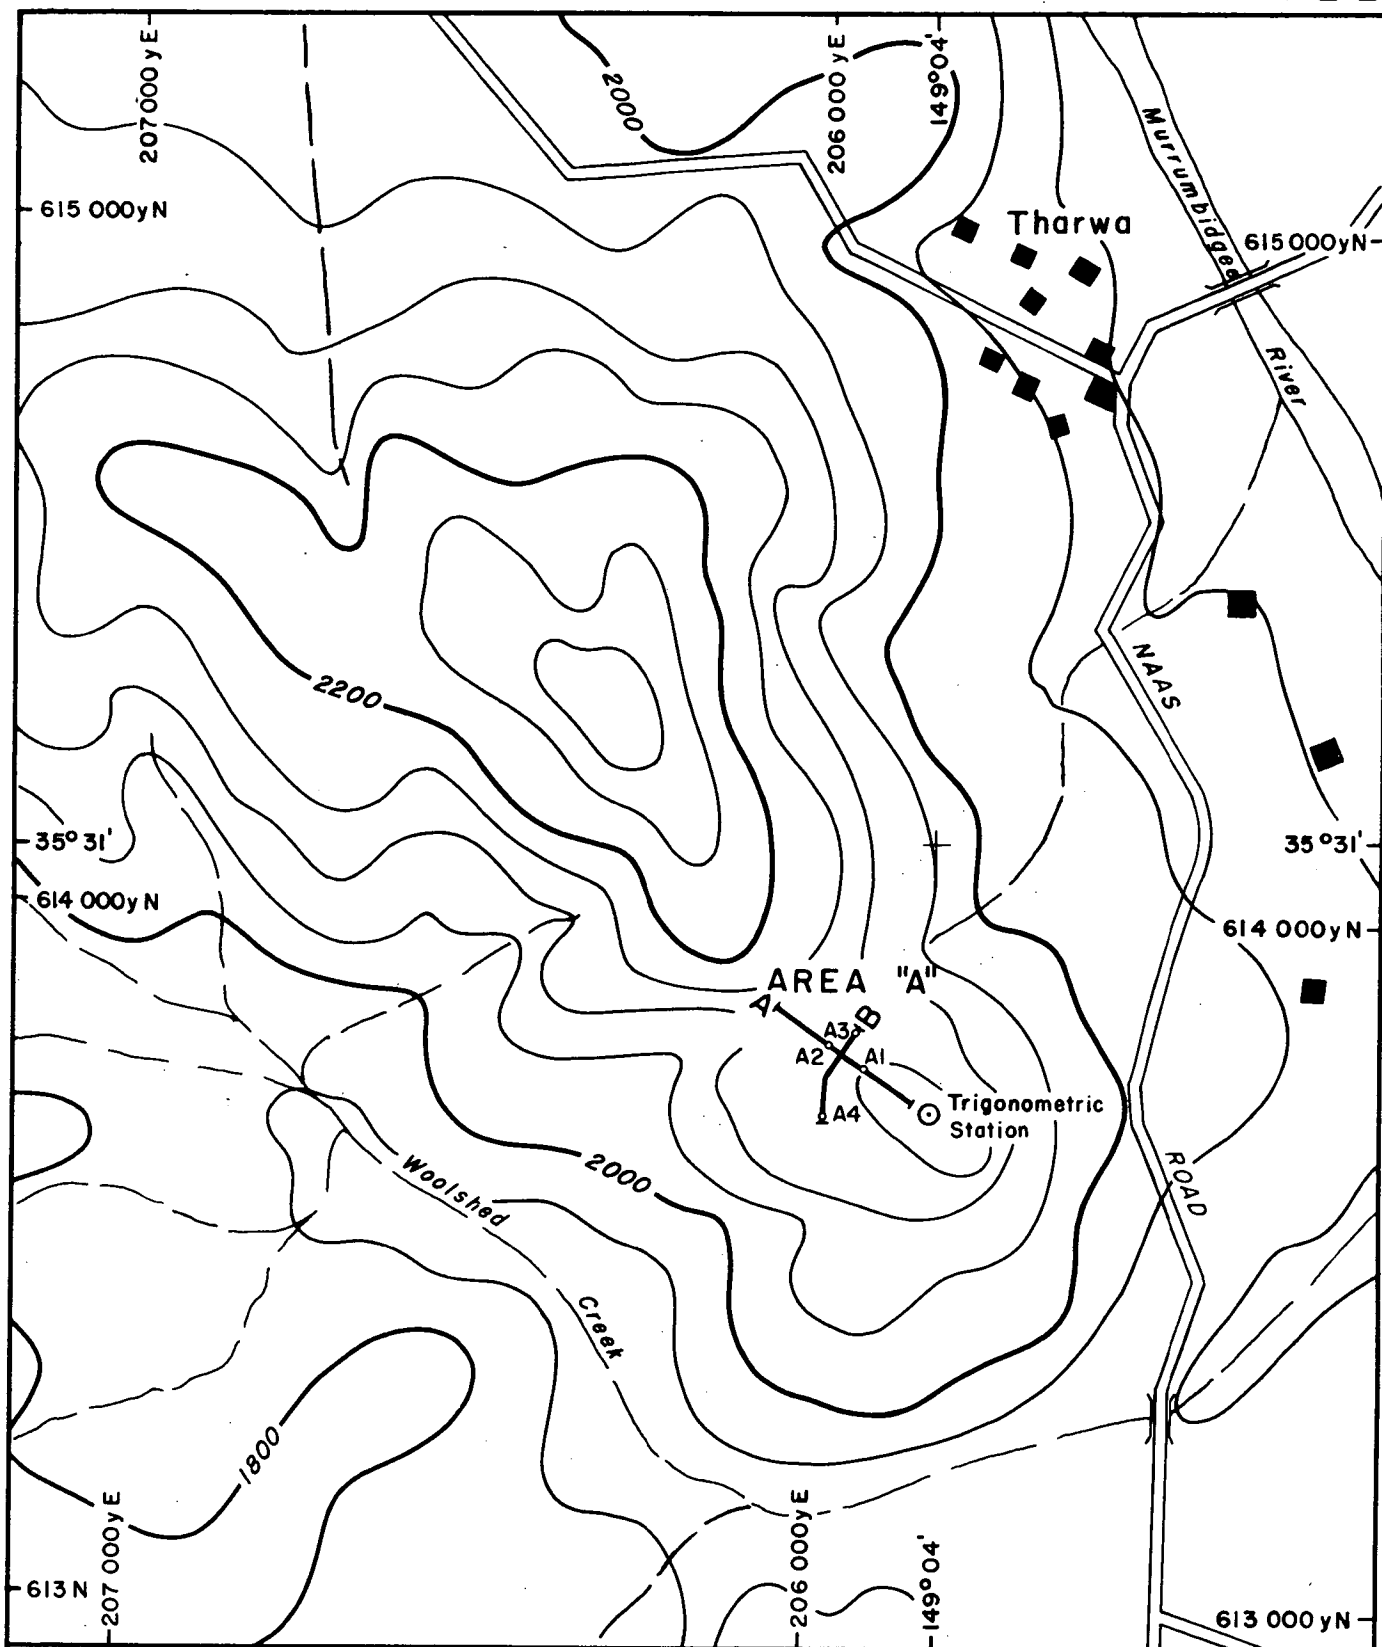 207 000 y E
2000
206 000 y E
149°04'
Murrumbidgee
615 000 y N
Tharwa
615 000 y N
River
NAAS
2200
35° 31'
35° 31'
614 000 y N
614 000 y N
AREA "A"
A
B
A3
A2
A1
A4
Trigonometric
Station
Woolshed
2000
ROAD
Creek
1800
207 000 y E
206 000 y E
149°04'
613 N
613 000 y N